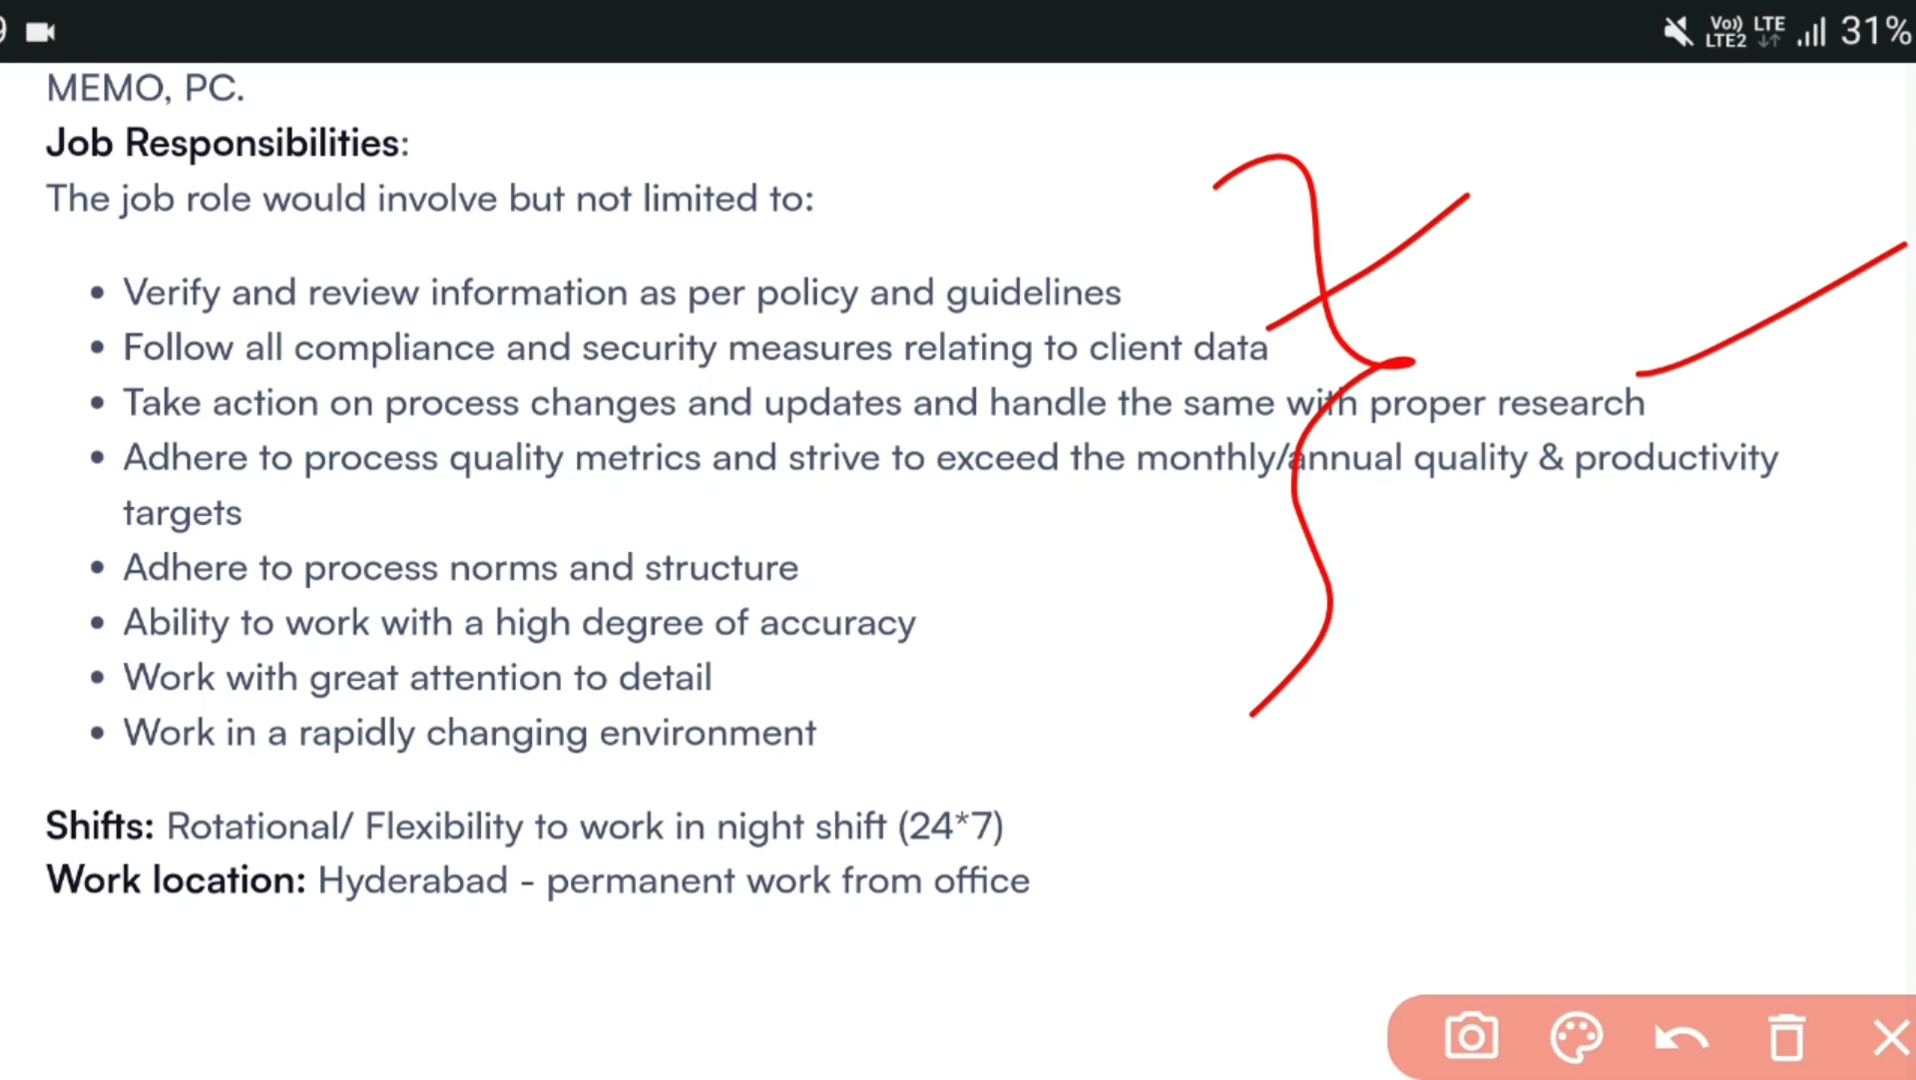 Vo)) LTE
LTE2
31%
MEMO, PC.
Job Responsibilities:
The job role would involve but not limited to:
• Verify and review information as per policy and guidelines
• Follow all compliance and security measures relating to client data
• Take action on process changes and updates and handle the same with proper research
• Adhere to process quality metrics and strive to exceed the monthly/annual quality & productivity
targets
• Adhere to process norms and structure
• Ability to work with a high degree of accuracy
• Work with great attention to detail
• Work in a rapidly changing environment
Shifts: Rotational/ Flexibility to work in night shift (24*7)
Work location: Hyderabad - permanent work from office